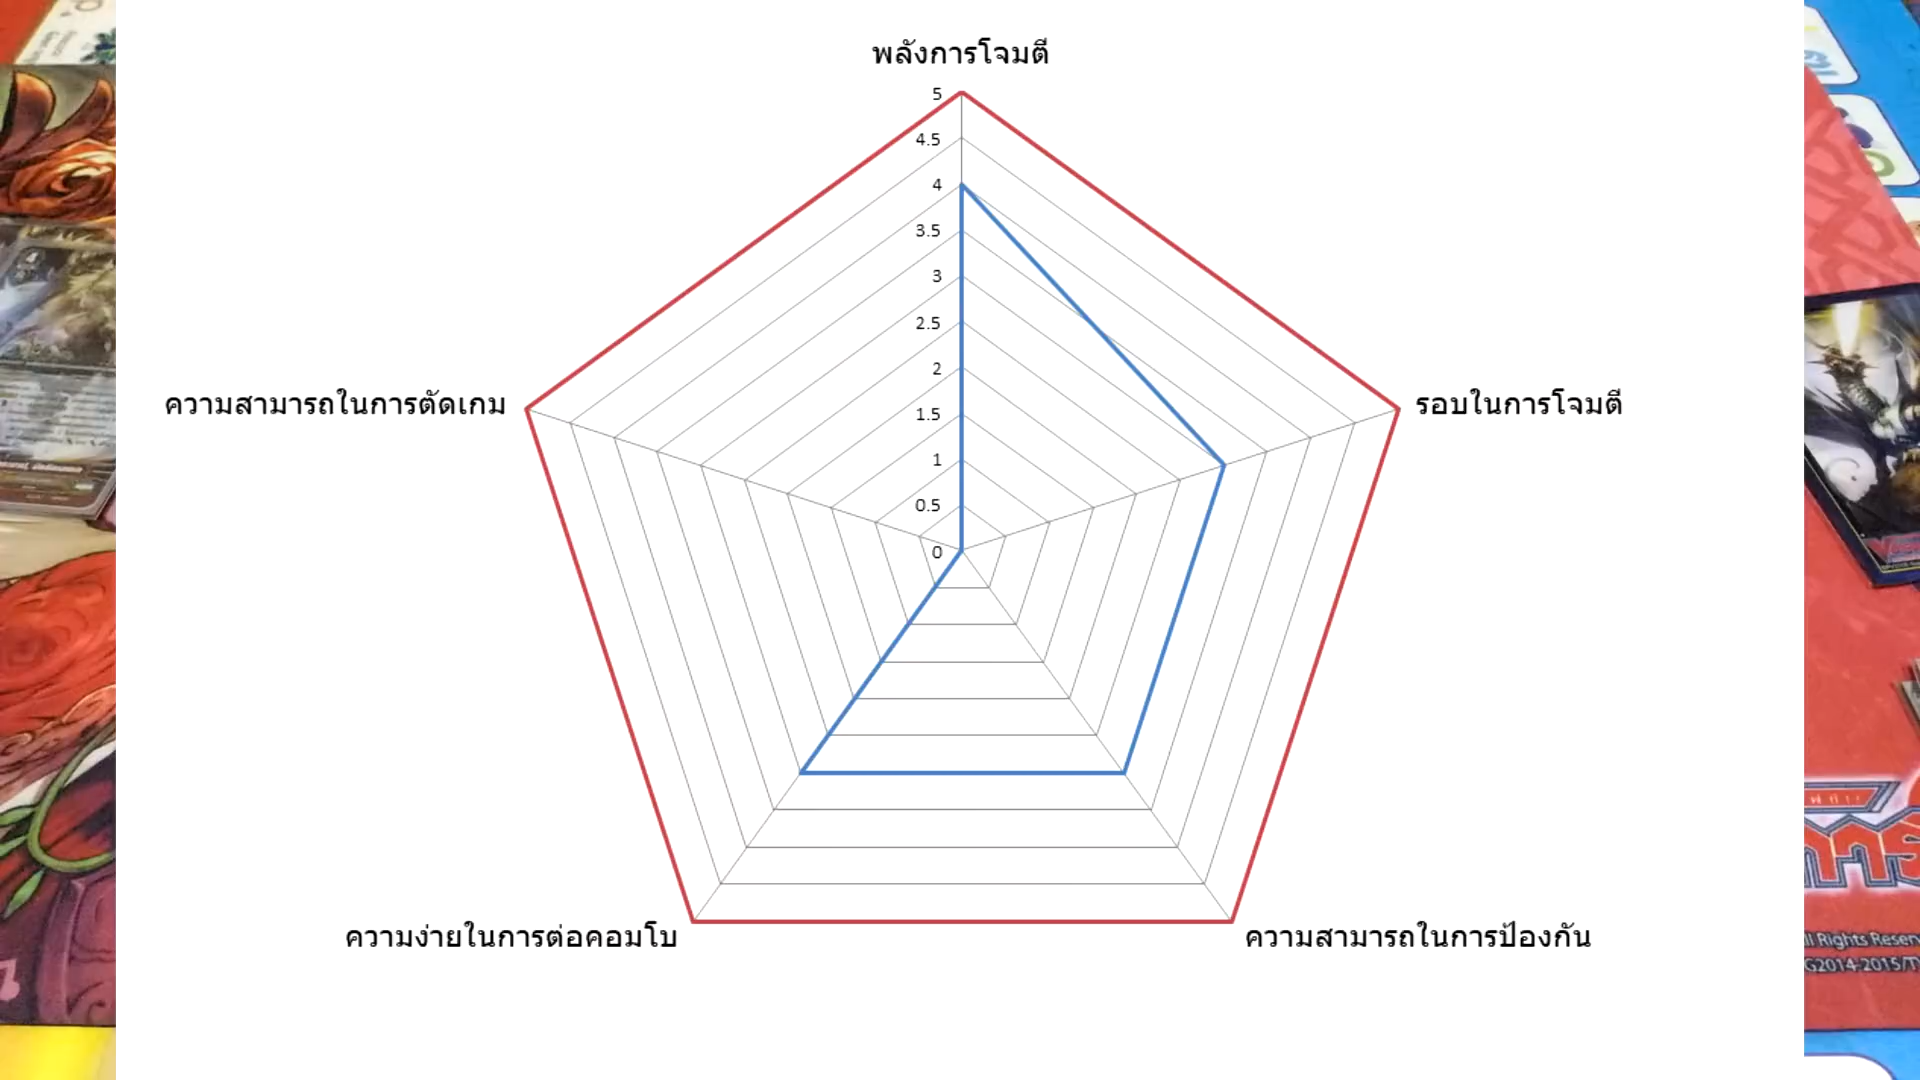 พลังการโจมตี
5
4.5
4
3.5
3
2.5
2
1.5
1
0.5
0
ความสามารถในการตัดเกม
รอบในการโจมตี
ความง่ายในการต่อคอมโบ
ความสามารถในการป้องกัน
ll Rights Reser
G2014-2015/T